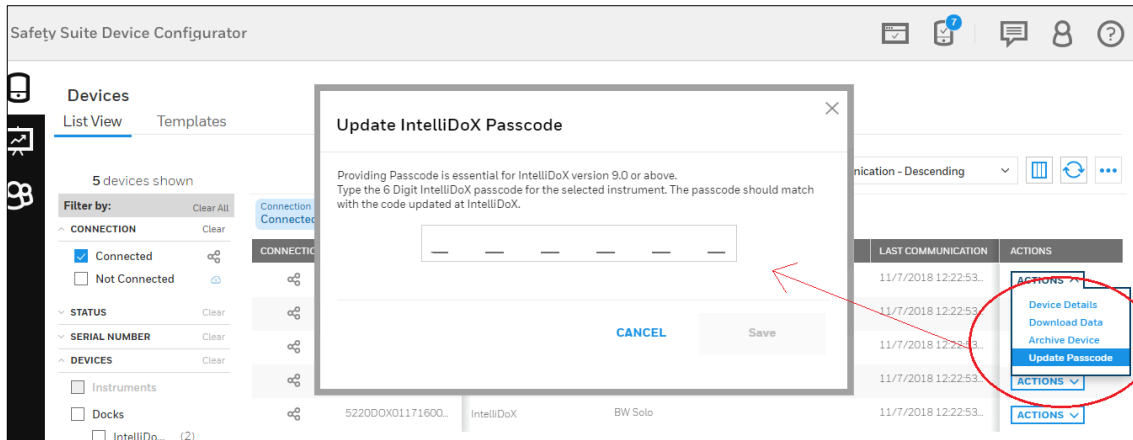 Safety Suite Device Configurator
7
Devices
List View Templates
5 devices shown
Filter by: Clear All
CONNECTION Clear
Connected
Not Connected
STATUS Clear
SERIAL NUMBER Clear
DEVICES Clear
Instruments
Docks
IntelliDo... (2)
Connection
Connected
Update IntelliDoX Passcode
Providing Passcode is essential for IntelliDoX version 9.0 or above.
Type the 6 Digit IntelliDoX passcode for the selected instrument. The passcode should match
with the code updated at IntelliDoX.
CANCEL Save
nication - Descending
CONNECTIO LAST COMMUNICATION ACTIONS
11/7/2018 12:22:53... ACTIONS
Device Details
Download Data
Archive Device
Update Passcode
11/7/2018 12:22:53...
11/7/2018 12:22:53...
11/7/2018 12:22:53... ACTIONS
5220DOX01171600... IntelliDoX BW Solo 11/7/2018 12:22:53... ACTIONS